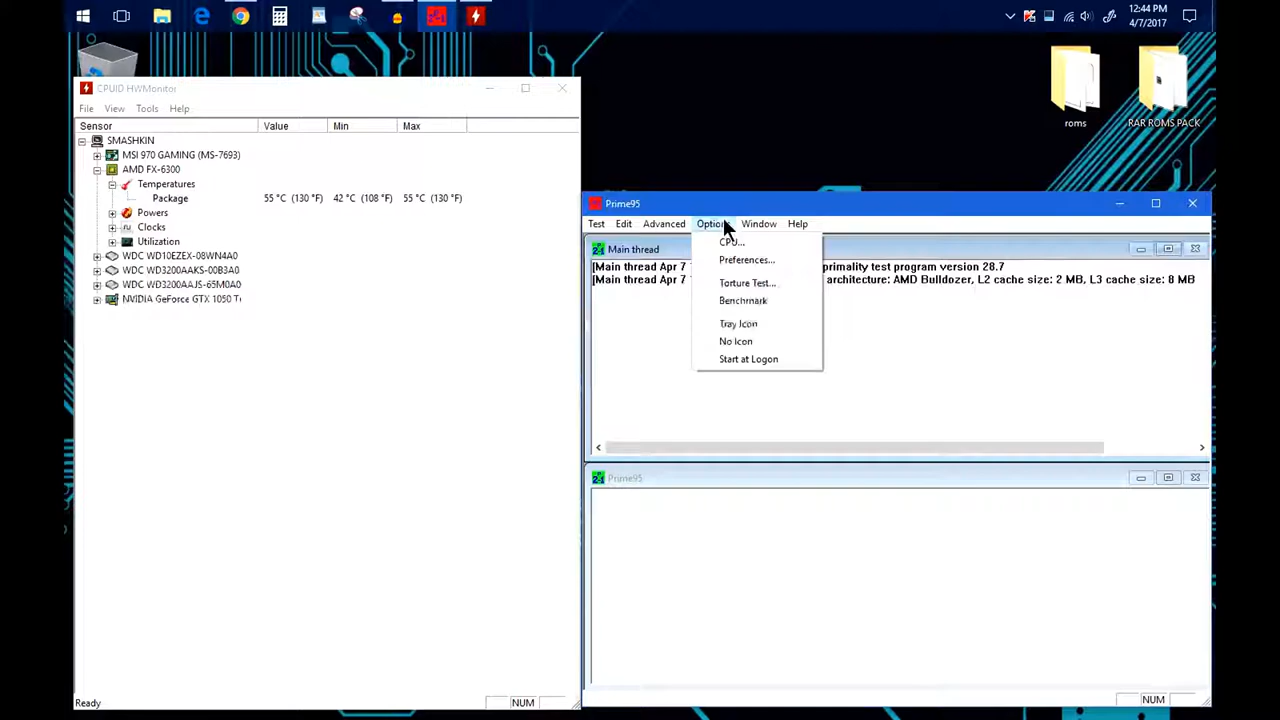 12:44 PM
4/7/2017
roms
RAR ROMS PACK
CPUID HWMonitor
File View Tools Help
Sensor Value Min Max
SMASHKIN
MSI 970 GAMING (MS-7693)
AMD FX-6300
Temperatures
Package 55 °C (130 °F) 42 °C (108 °F) 55 °C (130 °F)
Powers
Clocks
Utilization
WDC WD10EZEX-08WN4A0
WDC WD3200AAKS-00B3A0
WDC WD3200AAJS-65M0A0
NVIDIA GeForce GTX 1050 Ti
Ready
NUM
Prime95
Test Edit Advanced Options Window Help
CPU...
Preferences...
Torture Test...
Benchmark
Tray Icon
No Icon
Start at Logon
Main thread
[Main thread Apr 7 primality test program version 28.7
[Main thread Apr 7 architecture: AMD Bulldozer, L2 cache size: 2 MB, L3 cache size: 8 MB
Prime95
NUM